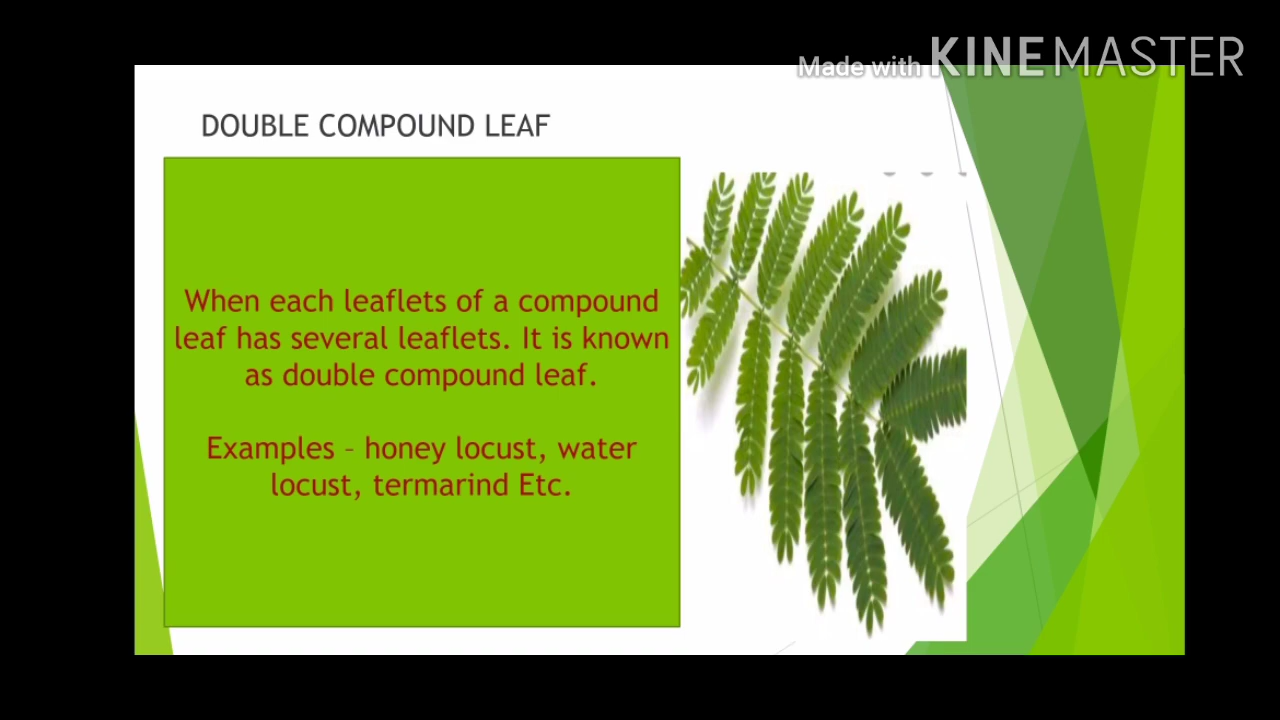 Made with KINEMASTER
DOUBLE COMPOUND LEAF
When each leaflets of a compound
leaf has several leaflets. It is known
as double compound leaf.
Examples – honey locust, water
locust, termarind Etc.